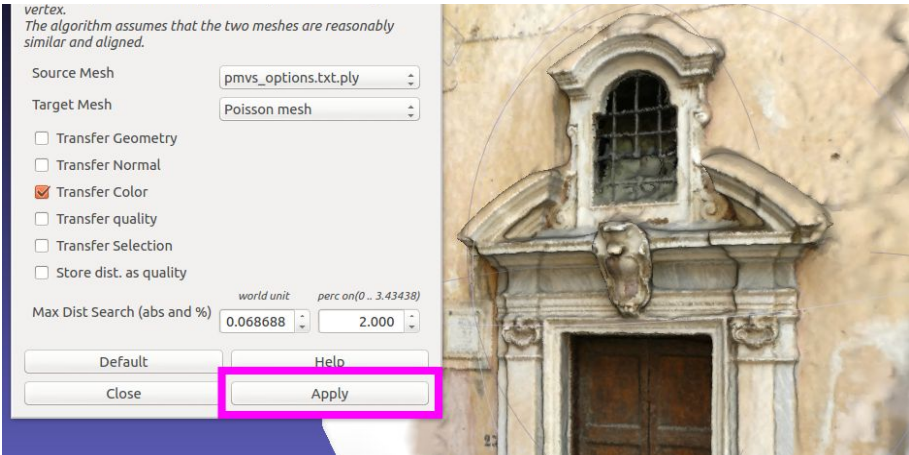 vertex.
The algorithm assumes that the two meshes are reasonably
similar and aligned.
Source Mesh
pmvs_options.txt.ply
Target Mesh
Poisson mesh
Transfer Geometry
Transfer Normal
Transfer Color
Transfer quality
Transfer Selection
Store dist. as quality
world unit perc on(0 .. 3.43438)
Max Dist Search (abs and %)
0.068688 2.000
Default Help
Close Apply